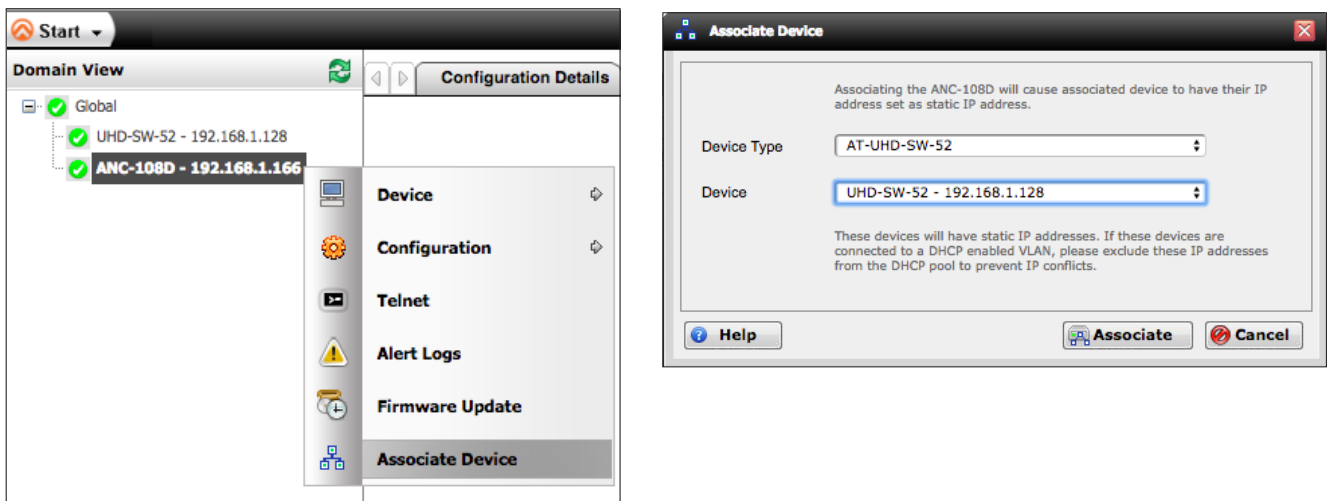 Start
Domain View
Configuration Details
Global
UHD-SW-52 - 192.168.1.128
ANC-108D - 192.168.1.166
Device
Configuration
Telnet
Alert Logs
Firmware Update
Associate Device
Associate Device
Associating the ANC-108D will cause associated device to have their IP
address set as static IP address.
Device Type
AT-UHD-SW-52
Device
UHD-SW-52 - 192.168.1.128
These devices will have static IP addresses. If these devices are
connected to a DHCP enabled VLAN, please exclude these IP addresses
from the DHCP pool to prevent IP conflicts.
Help
Associate
Cancel